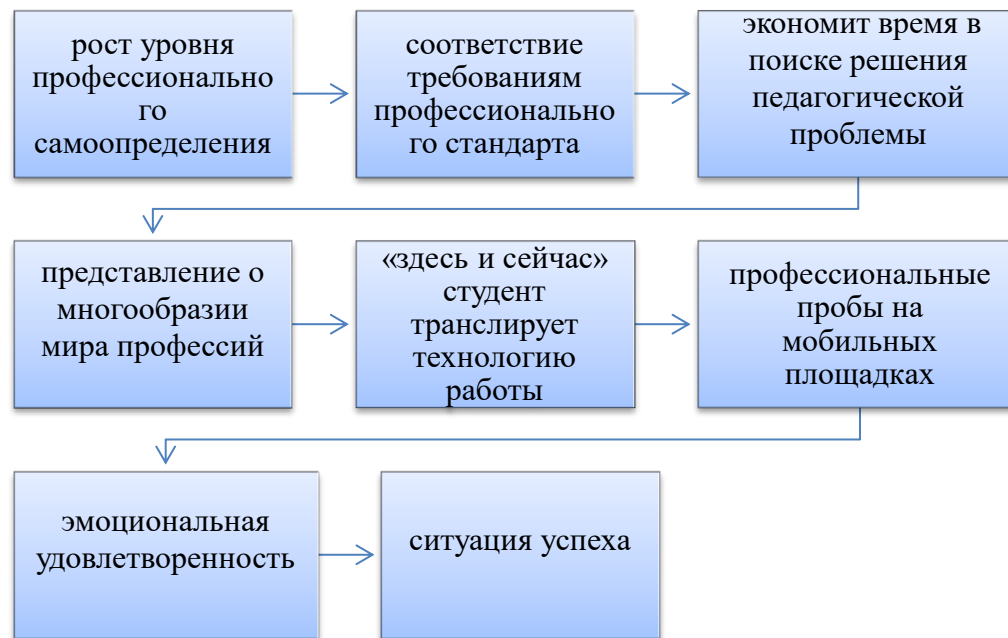 рост уровня
профессионально
го
самоопределения
соответствие
требованиям
профессионально
го стандарта
экономит время в
поиске решения
педагогической
проблемы
представление о
многообразии
мира профессий
«здесь и сейчас»
студент
транслирует
технологию
работы
профессиональные
пробы на
мобильных
площадках
эмоциональная
удовлетворенность
ситуация успеха